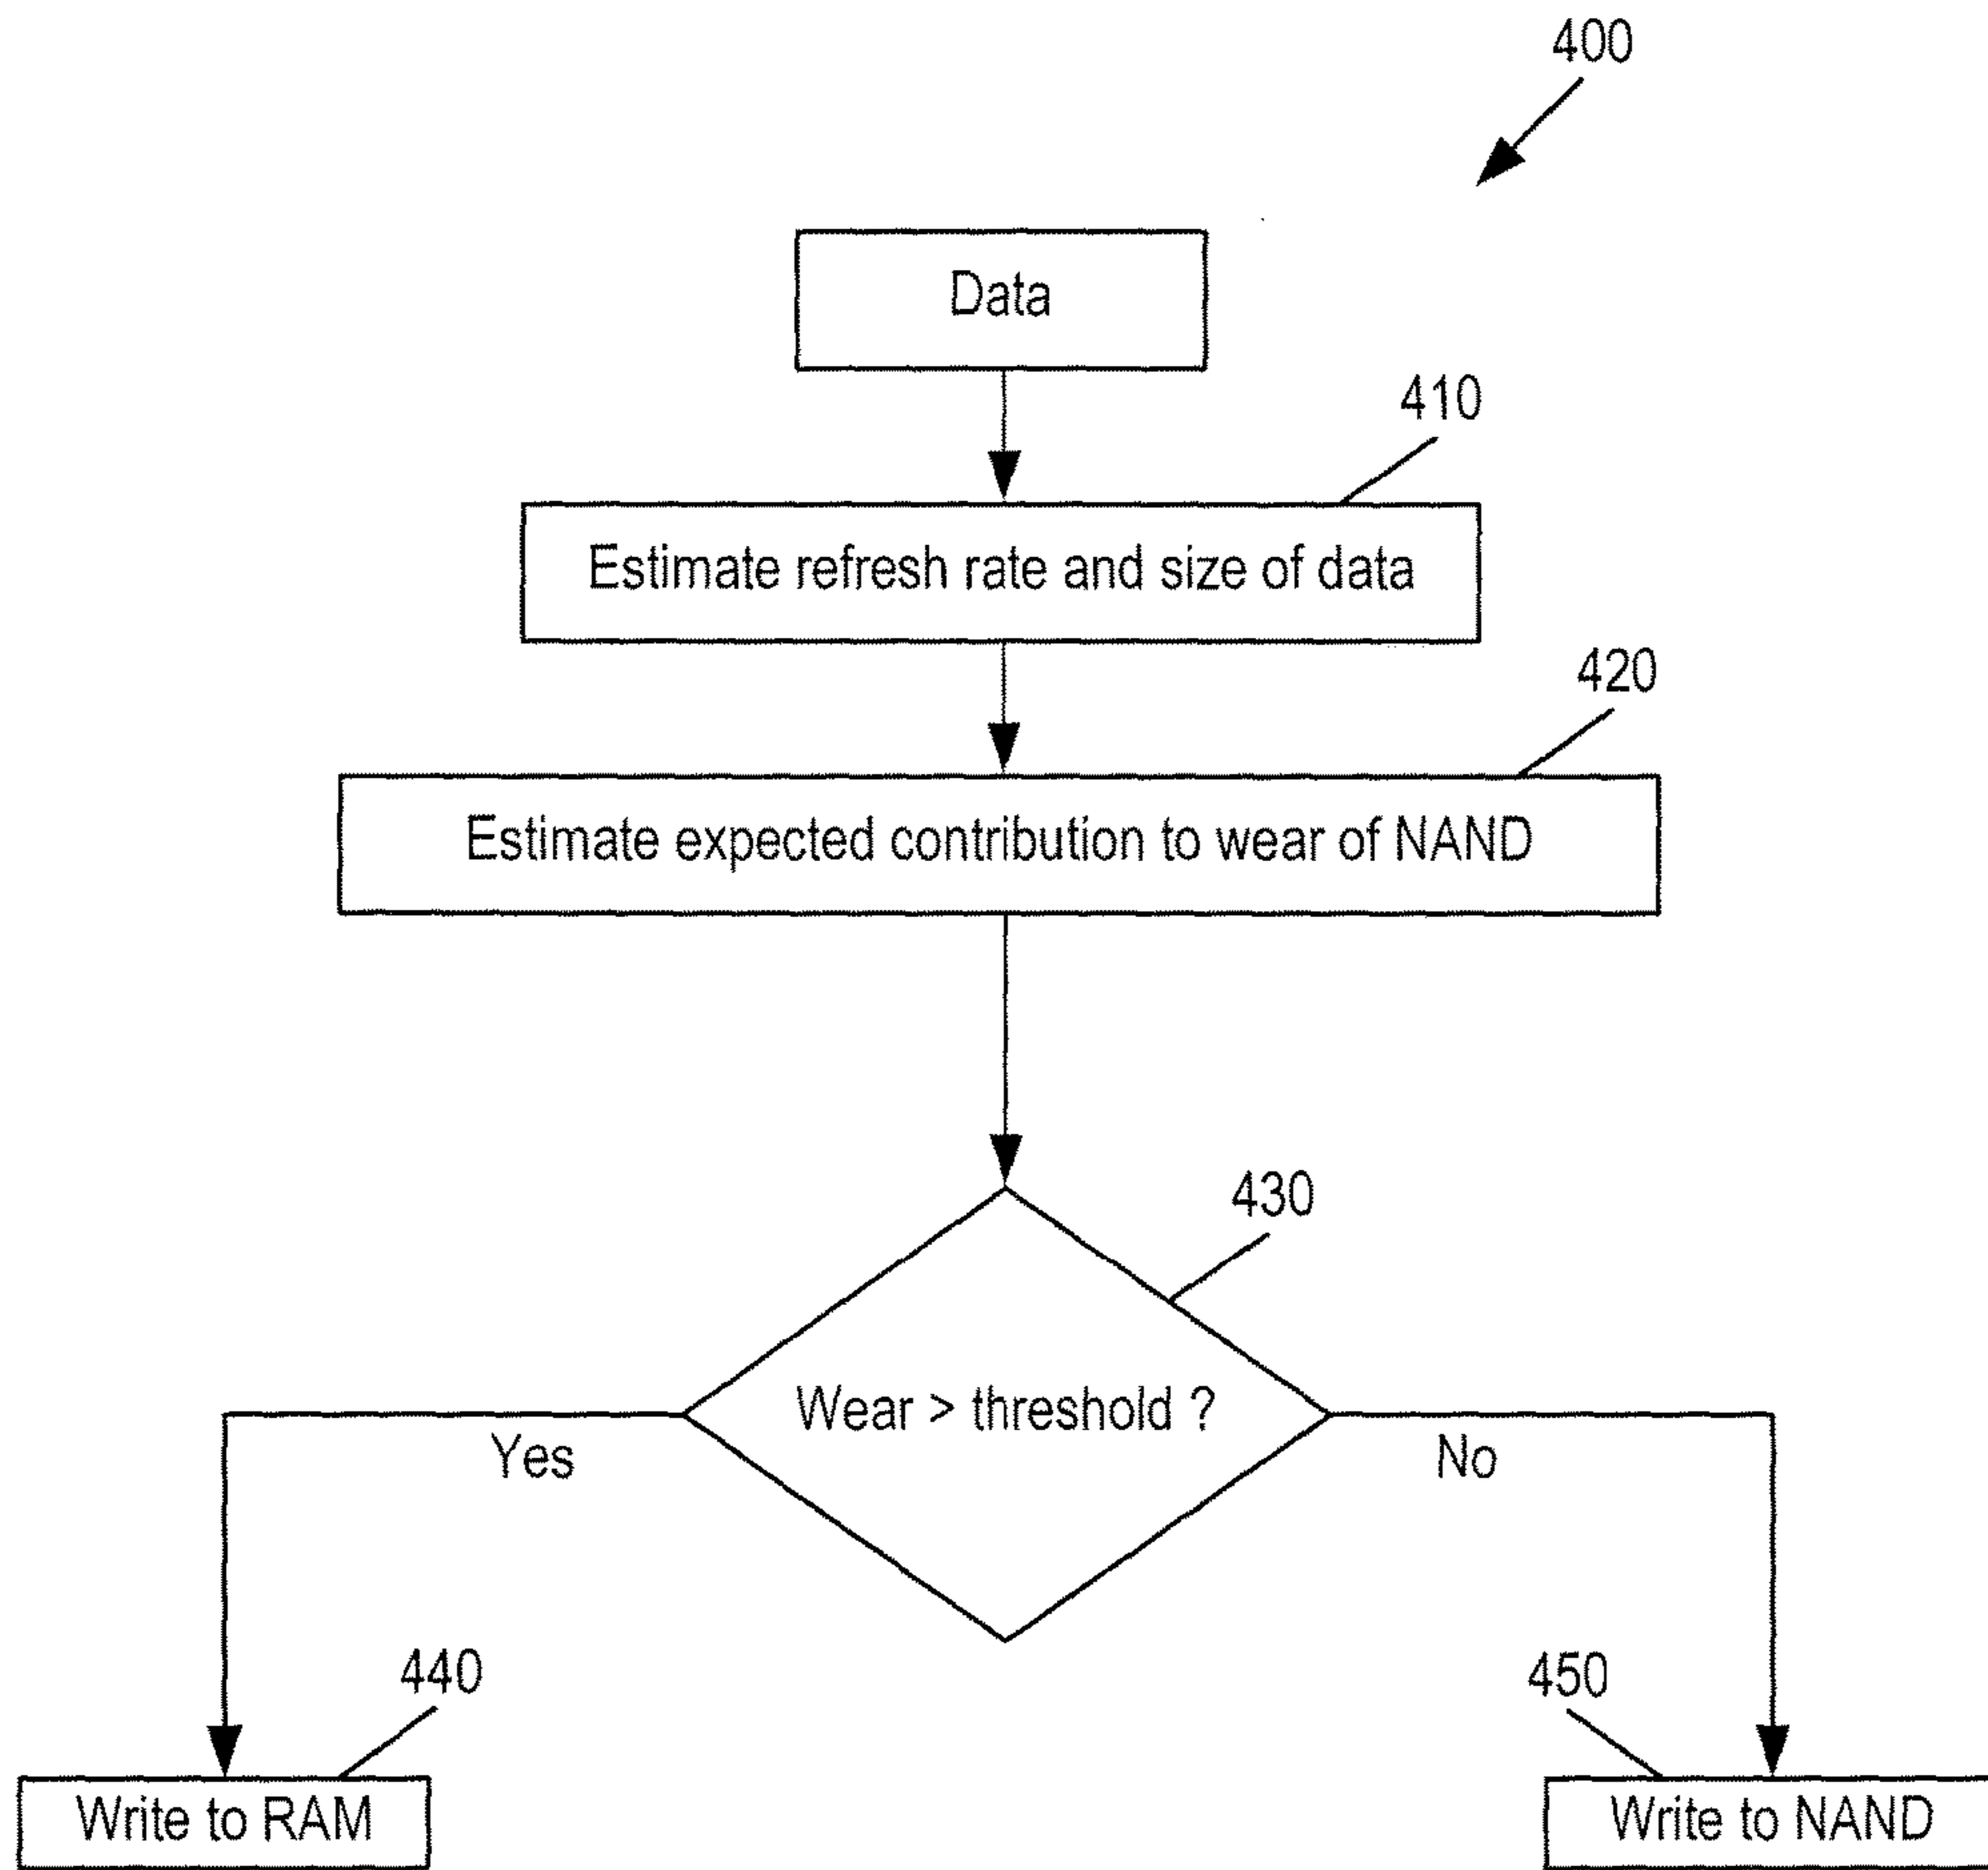 400
Data
410
Estimate refresh rate and size of data
420
Estimate expected contribution to wear of NAND
430
Wear > threshold ?
Yes
No
440
450
Write to RAM
Write to NAND